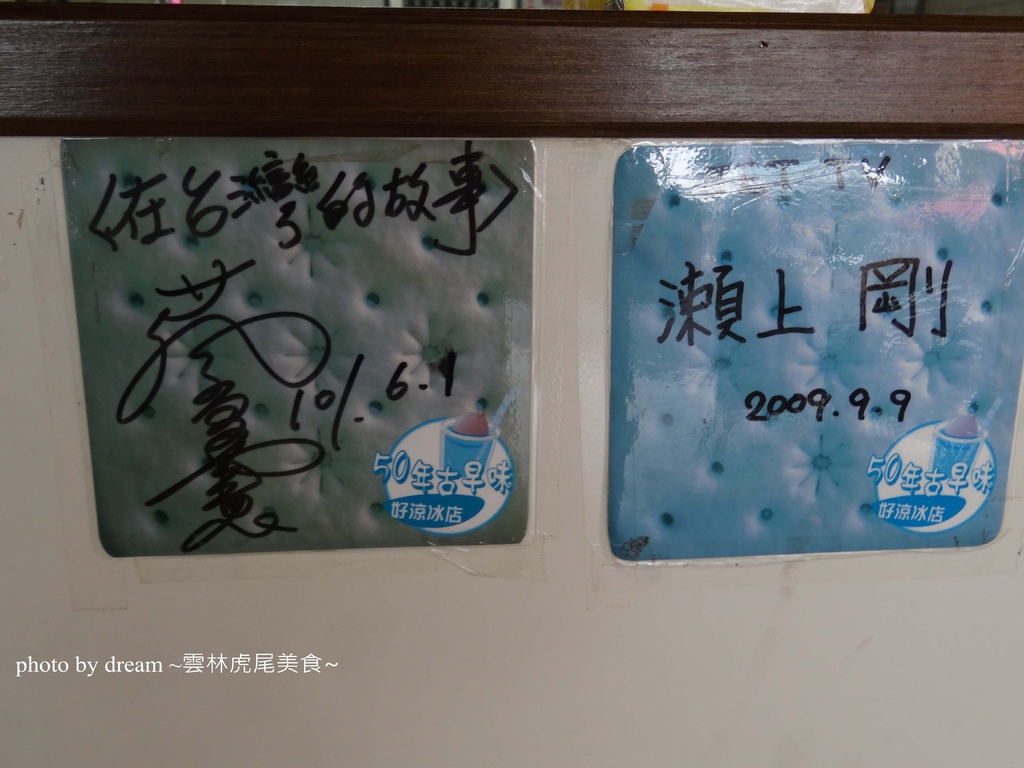 〈在台灣的故事〉
101. 6.1
50年古早味
好涼冰店
瀨上 剛
2009.9.9
50年古早味
好涼冰店
photo by dream ~雲林虎尾美食~